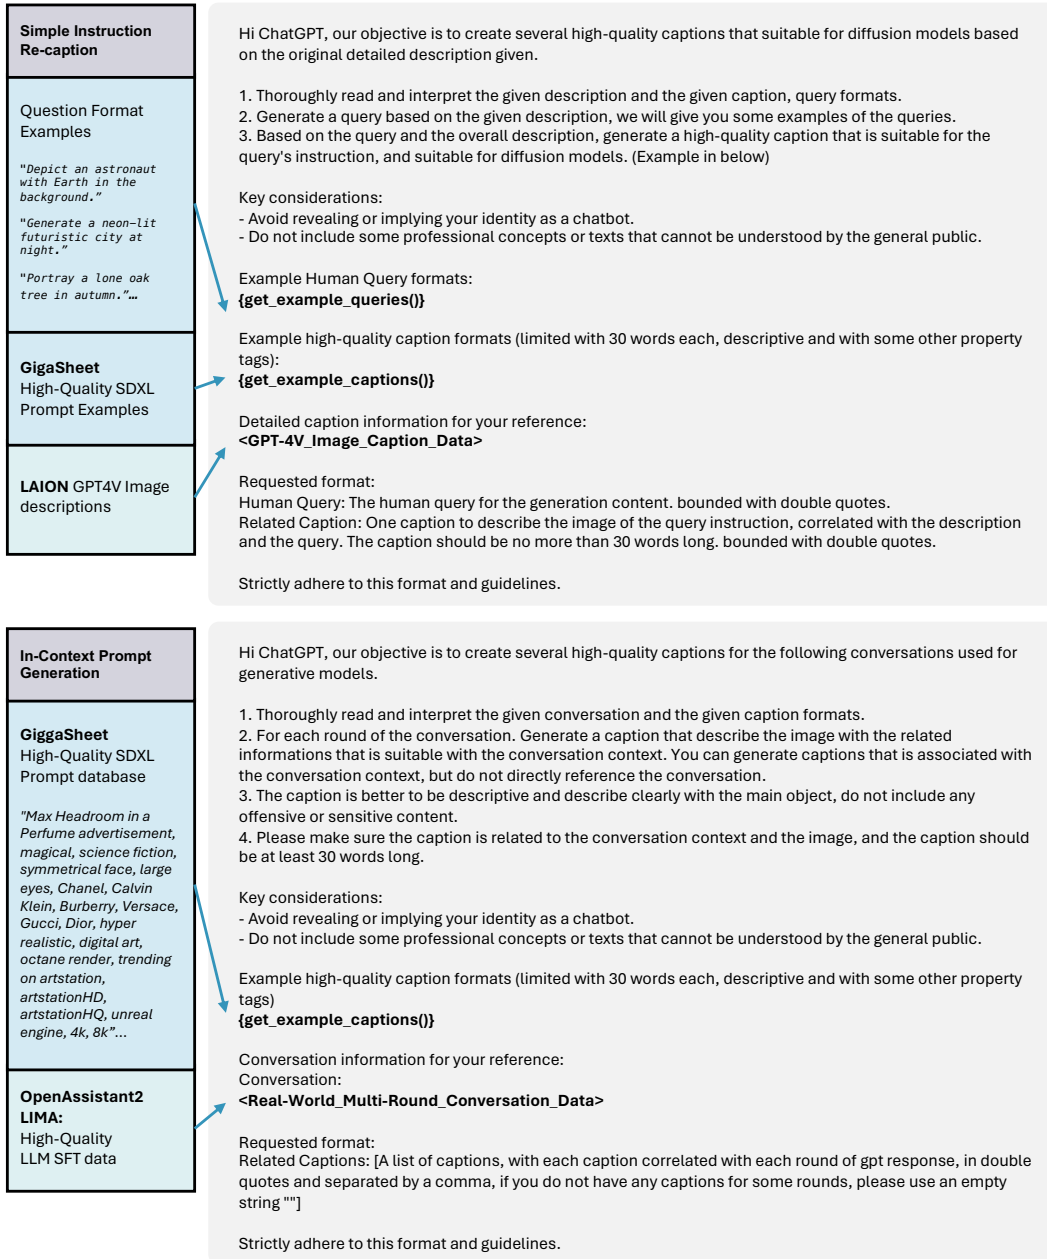 Simple Instruction
Re-caption
Question Format
Examples
"Depict an astronaut
with Earth in the
background.”
"Generate a neon-lit
futuristic city at
night.”
"Portray a lone oak
tree in autumn.”…
GigaSheet
High-Quality SDXL
Prompt Examples
LAION GPT4V Image
descriptions
Hi ChatGPT, our objective is to create several high-quality captions that suitable for diffusion models based
on the original detailed description given.
1. Thoroughly read and interpret the given description and the given caption, query formats.
2. Generate a query based on the given description, we will give you some examples of the queries.
3. Based on the query and the overall description, generate a high-quality caption that is suitable for the
query's instruction, and suitable for diffusion models. (Example in below)
Key considerations:
- Avoid revealing or implying your identity as a chatbot.
- Do not include some professional concepts or texts that cannot be understood by the general public.
Example Human Query formats:
{get_example_queries()}
Example high-quality caption formats (limited with 30 words each, descriptive and with some other property
tags):
{get_example_captions()}
Detailed caption information for your reference:
<GPT-4V_Image_Caption_Data>
Requested format:
Human Query: The human query for the generation content. bounded with double quotes.
Related Caption: One caption to describe the image of the query instruction, correlated with the description
and the query. The caption should be no more than 30 words long. bounded with double quotes.
Strictly adhere to this format and guidelines.
In-Context Prompt
Generation
GiggaSheet
High-Quality SDXL
Prompt database
"Max Headroom in a
Perfume advertisement,
magical, science fiction,
symmetrical face, large
eyes, Chanel, Calvin
Klein, Burberry, Versace,
Gucci, Dior, hyper
realistic, digital art,
octane render, trending
on artstation,
artstationHD,
artstationHQ, unreal
engine, 4k, 8k”...
OpenAssistant2
LIMA:
High-Quality
LLM SFT data
Hi ChatGPT, our objective is to create several high-quality captions for the following conversations used for
generative models.
1. Thoroughly read and interpret the given conversation and the given caption formats.
2. For each round of the conversation. Generate a caption that describe the image with the related
informations that is suitable with the conversation context. You can generate captions that is associated with
the conversation context, but do not directly reference the conversation.
3. The caption is better to be descriptive and describe clearly with the main object, do not include any
offensive or sensitive content.
4. Please make sure the caption is related to the conversation context and the image, and the caption should
be at least 30 words long.
Key considerations:
- Avoid revealing or implying your identity as a chatbot.
- Do not include some professional concepts or texts that cannot be understood by the general public.
Example high-quality caption formats (limited with 30 words each, descriptive and with some other property
tags)
{get_example_captions()}
Conversation information for your reference:
Conversation:
<Real-World_Multi-Round_Conversation_Data>
Requested format:
Related Captions: [A list of captions, with each caption correlated with each round of gpt response, in double
quotes and separated by a comma, if you do not have any captions for some rounds, please use an empty
string ""]
Strictly adhere to this format and guidelines.